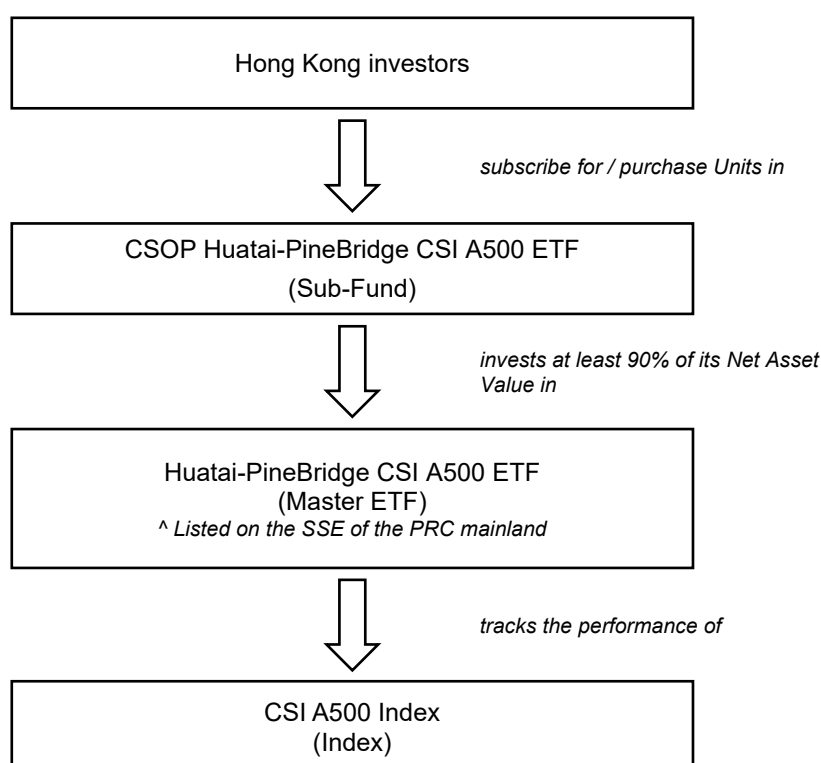 Hong Kong investors
subscribe for / purchase Units in
CSOP Huatai-PineBridge CSI A500 ETF
(Sub-Fund)
invests at least 90% of its Net Asset
Value in
Huatai-PineBridge CSI A500 ETF
(Master ETF)
^ Listed on the SSE of the PRC mainland
tracks the performance of
CSI A500 Index
(Index)